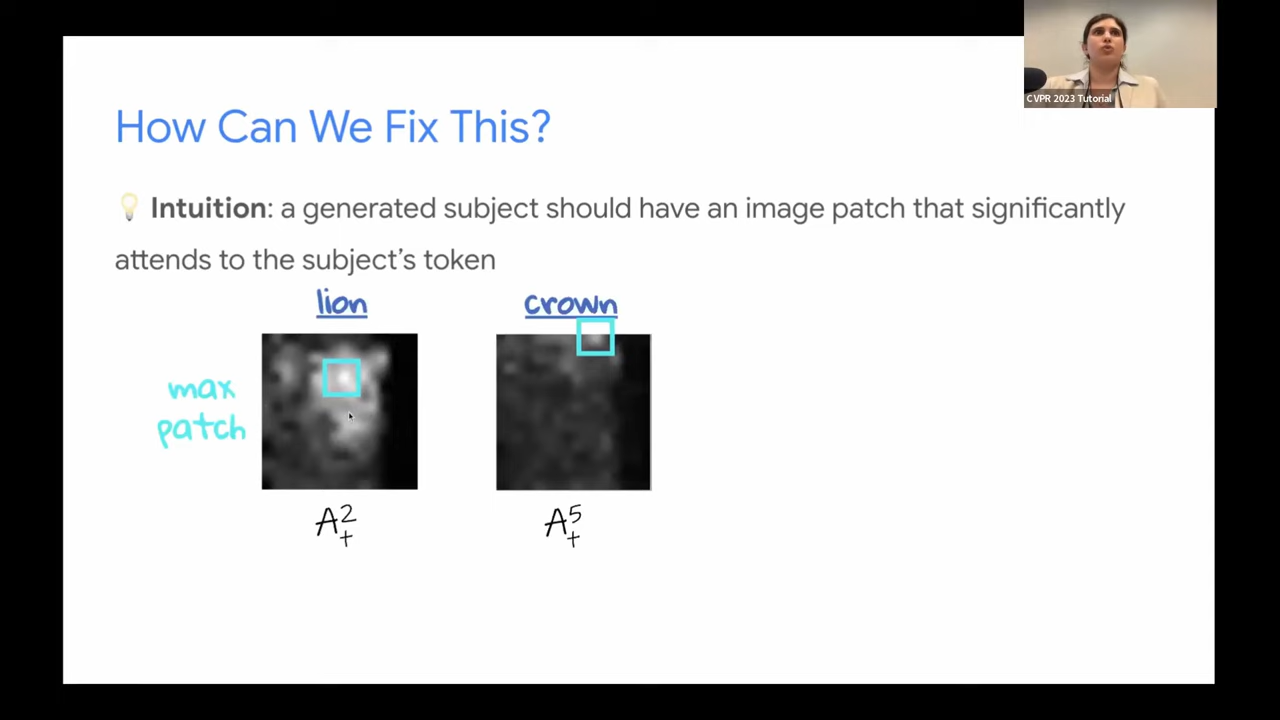 CVPR 2023 Tutorial
How Can We Fix This?
💡 Intuition: a generated subject should have an image patch that significantly
attends to the subject's token
lion crown
max
patch
A²ₜ A⁵ₜ